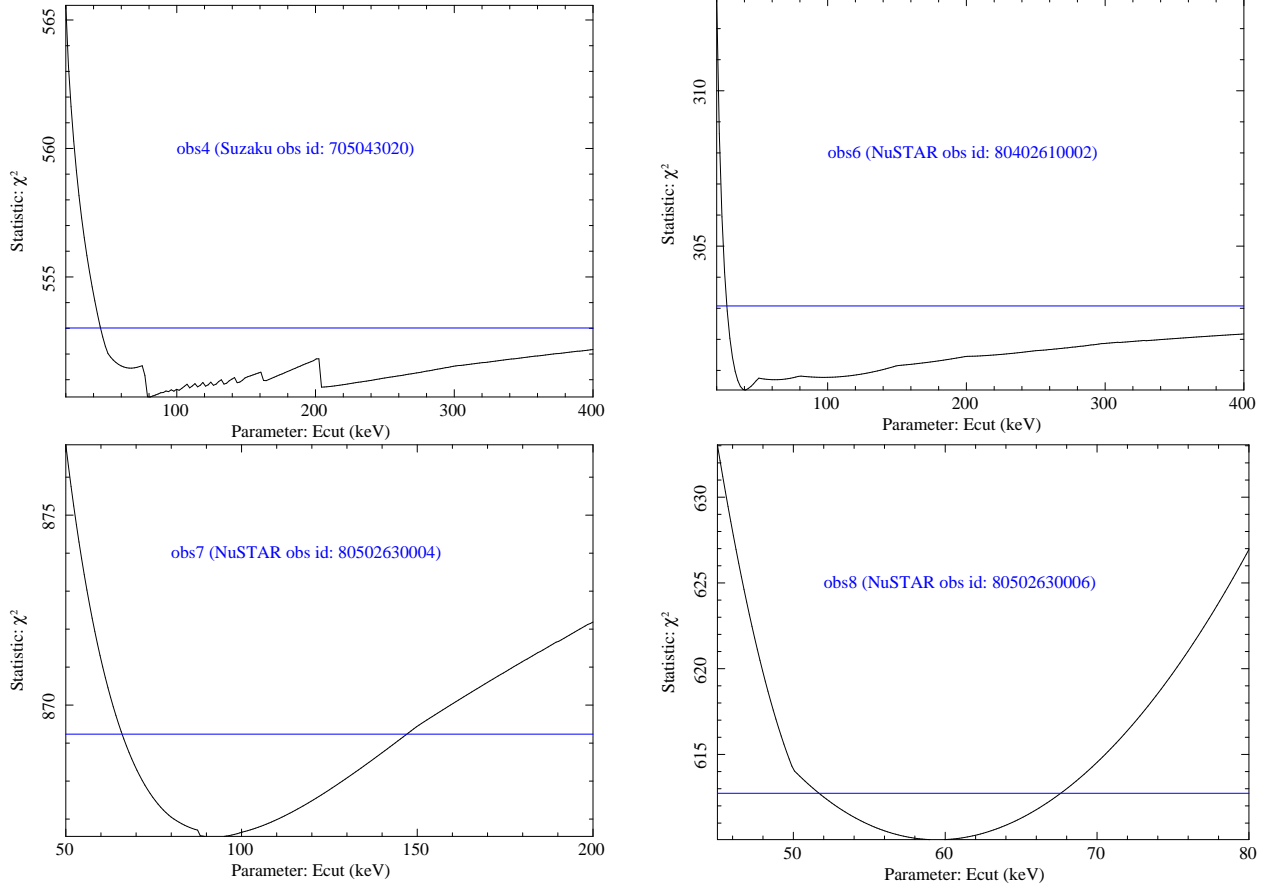 565
560
555
Statistic: χ²
obs4 (Suzaku obs id: 705043020)
100
200
300
400
Parameter: Ecut (keV)
310
305
Statistic: χ²
obs6 (NuSTAR obs id: 80402610002)
100
200
300
400
Parameter: Ecut (keV)
875
870
Statistic: χ²
obs7 (NuSTAR obs id: 80502630004)
50
100
150
200
Parameter: Ecut (keV)
630
625
620
615
Statistic: χ²
obs8 (NuSTAR obs id: 80502630006)
50
60
70
80
Parameter: Ecut (keV)